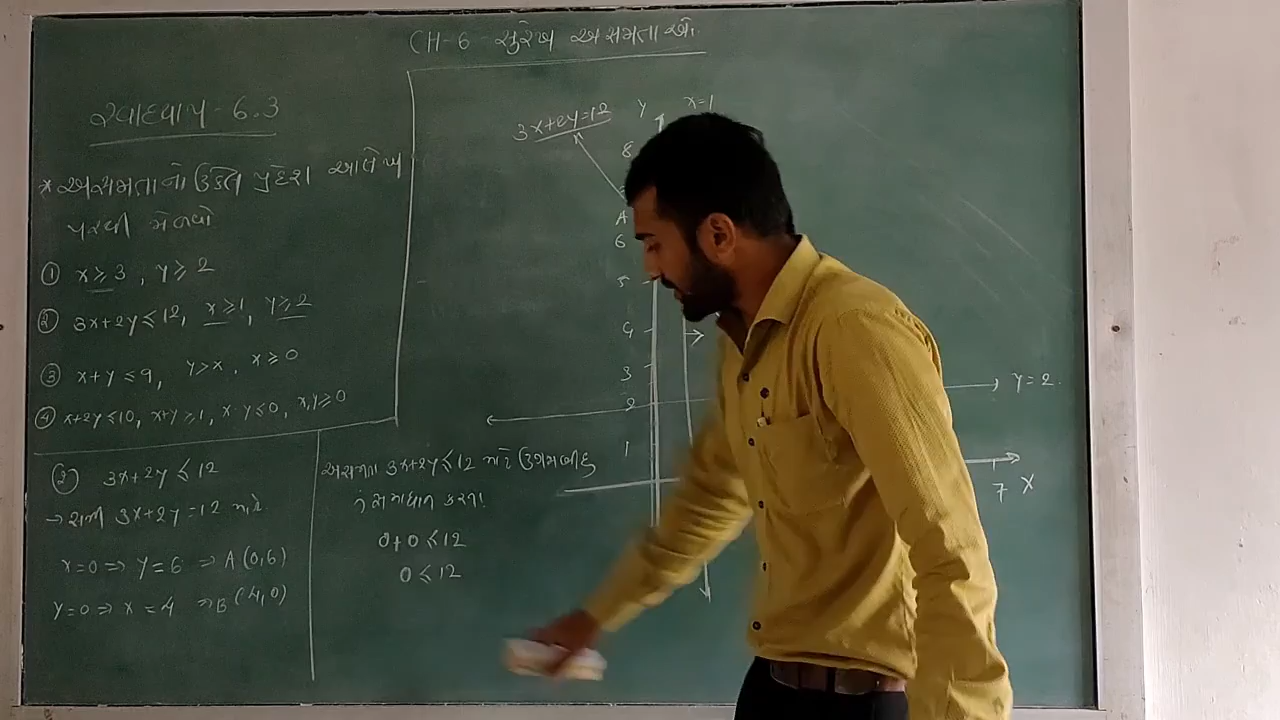 CH-6 સુરેખ અસમતાઓ.
સ્વાધ્યાય - 6.3
* અસમતાનો ઉકેલ પ્રદેશ આલેખ
પરથી મેળવો
① x ≥ 3 , y ≥ 2
② 3x+2y ≤ 12, x ≥ 1, y ≥ 2
③ x + y ≤ 9, y > x, x ≥ 0
④ x+2y ≤ 10, x+y ≥ 1, x-y ≤ 0, x,y ≥ 0
② 3x+2y ≤ 12
→ 3x+2y = 12 માટે
x=0 ⇒ y = 6 ⇒ A (0,6)
y=0 ⇒ x = 4 ⇒ B (4,0)
અસમતા 3x+2y ≤ 12 માટે ઉગમબિંદુ
નું સમાધાન કરતા
0+0 ≤ 12
0 ≤ 12
3x+2y=12
Y
x=1
8
A
6
5
4
3
2
1
y = 2
7
X